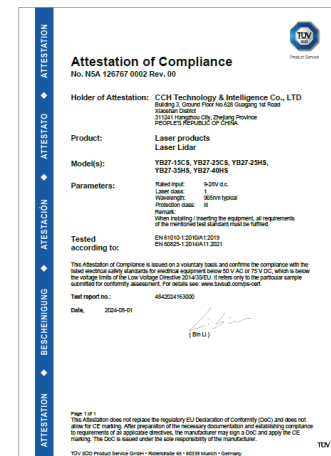 TÜV
SÜD
Product Service
Attestation of Compliance
No. N5A 126767 0002 Rev. 00
Holder of Attestation: CCH Technology & Intelligence Co., LTD
Building 3, Ground Floor No.628 Guagang 1st Road
Xiaoshan District
311241 Hangzhou City, Zhejiang Province
PEOPLE'S REPUBLIC OF CHINA
Product: Laser products
Laser Lidar
Model(s): YB27-15CS, YB27-25CS, YB27-25HS,
YB27-35HS, YB27-40HS
Parameters: Rated input: 9-28V d.c.
Laser class: 1
Wavelength: 905nm typical
Protection class: III
Remark:
When installing / inserting the equipment, all requirements
of the mentioned test standard must be fulfilled.
Tested EN 61010-1:2010/A1:2019
according to: EN 60825-1:2014/A11:2021
This Attestation of Compliance is issued on a voluntary basis and confirms the compliance with the
listed electrical safety standards for electrical equipment below 50 V AC or 75 V DC, which is below
the voltage limits of the Low Voltage Directive 2014/35/EU. It refers only to the particular sample
submitted for conformity assessment. For details see: www.tuvsud.com/ps-cert
Test report no.: 4842024153000
Date, 2024-08-01
( Bin LI )
Page 1 of 1
This Attestation does not replace the regulatory EU Declaration of Conformity (DoC) and does not
allow for CE marking. After preparation of the necessary documentation and establishing compliance
to requirements of all applicable directives, the manufacturer may sign a DoC and apply the CE
marking. The DoC is issued under the sole responsibility of the manufacturer.
TÜV SÜD Product Service GmbH • Ridlerstraße 65 • 80339 Munich • Germany
TÜV
ATTESTATION ◆ BESCHEINIGUNG ◆ ATTESTACIÓN ◆ ATTESTATO ◆ ATTESTATION